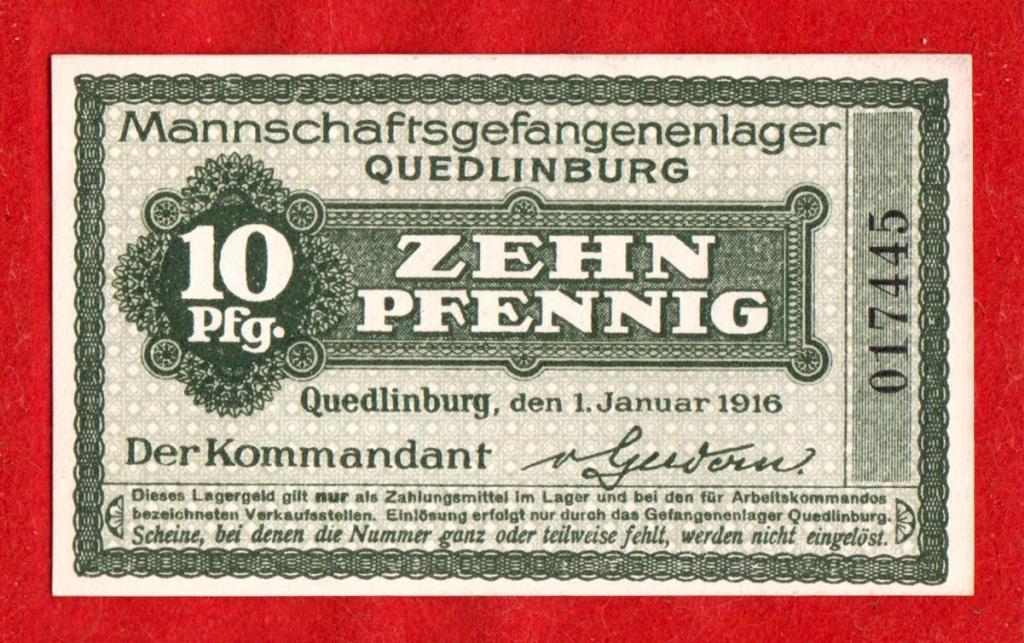 Mannschaftsgefangenenlager
QUEDLINBURG
10
Pfg.
ZEHN
PFENNIG
017445
Quedlinburg, den 1. Januar 1916
Der Kommandant
Dieses Lagergeld gilt nur als Zahlungsmittel im Lager und bei den für Arbeitskommandos
bezeichneten Verkaufsstellen. Einlösung erfolgt nur durch das Gefangenenlager Quedlinburg.
Scheine, bei denen die Nummer ganz oder teilweise fehlt, werden nicht eingelöst.